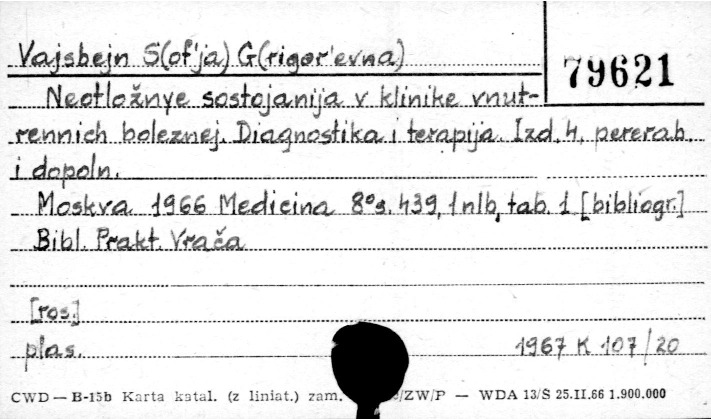 Vajsbejn S(of'ja) G(rigor'evna)
79621
Neotložnye sostojanija v klinike vnut-
rennich boleznej. Diagnostika i terapija. Izd. 4, pererab.
i dopoln.
Moskva 1966 Medicina 8° s. 439, 1 nlb, tab. 1 [bibliogr.]
Bibl. Prakt. Vrača
[ros.]
plas.
1967 K 107/20
CWD — B-15b Karta katal. (z liniat.) zam. /ZW/P — WDA 13/S 25.II.66 1.900.000